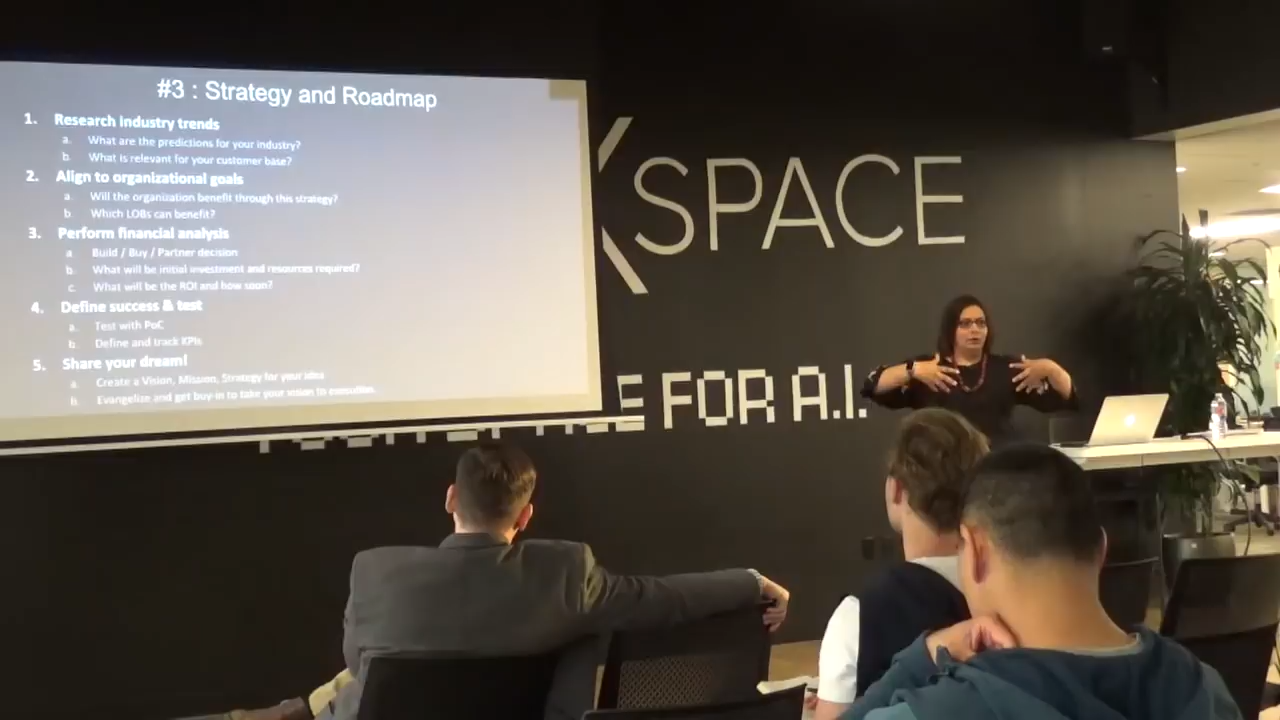 #3 : Strategy and Roadmap
1. Research industry trends
a. What are the predictions for your industry?
b. What is relevant for your customer base?
2. Align to organizational goals
a. Will the organization benefit through this strategy?
b. Which LOBs can benefit?
3. Perform financial analysis
a. Build / Buy / Partner decision
b. What will be initial investment and resources required?
c. What will be the ROI and how soon?
4. Define success & test
a. Test with PoC
b. Define and track KPIs
5. Share your dream!
a. Create a Vision, Mission, Strategy for your idea
b. Evangelize and get buy-in to take your vision to execution.
SPACE
FOR A.I.